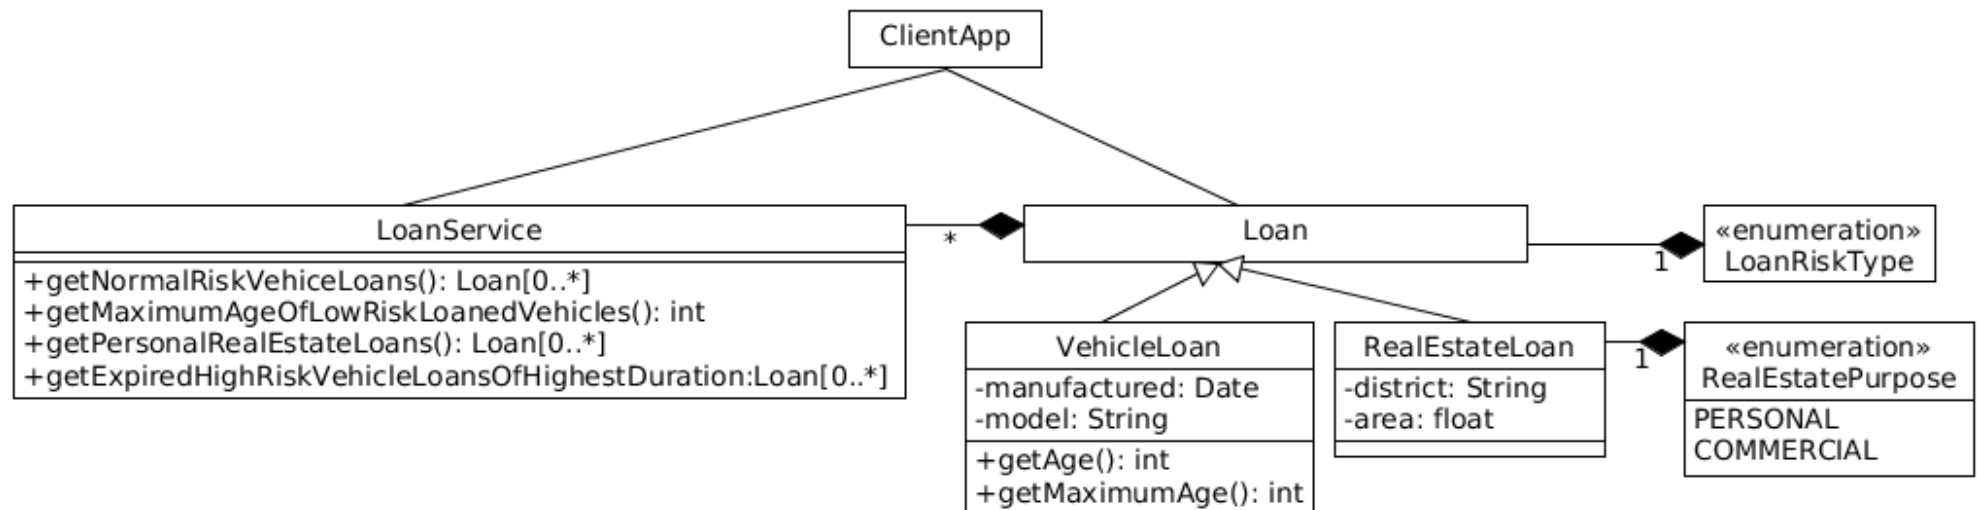 ClientApp
LoanService
+getNormalRiskVehiceLoans(): Loan[0..*]
+getMaximumAgeOfLowRiskLoanedVehicles(): int
+getPersonalRealEstateLoans(): Loan[0..*]
+getExpiredHighRiskVehicleLoansOfHighestDuration:Loan[0..*]
*
Loan
1
«enumeration»
LoanRiskType
VehicleLoan
-manufactured: Date
-model: String
+getAge(): int
+getMaximumAge(): int
RealEstateLoan
-district: String
-area: float
1
«enumeration»
RealEstatePurpose
PERSONAL
COMMERCIAL